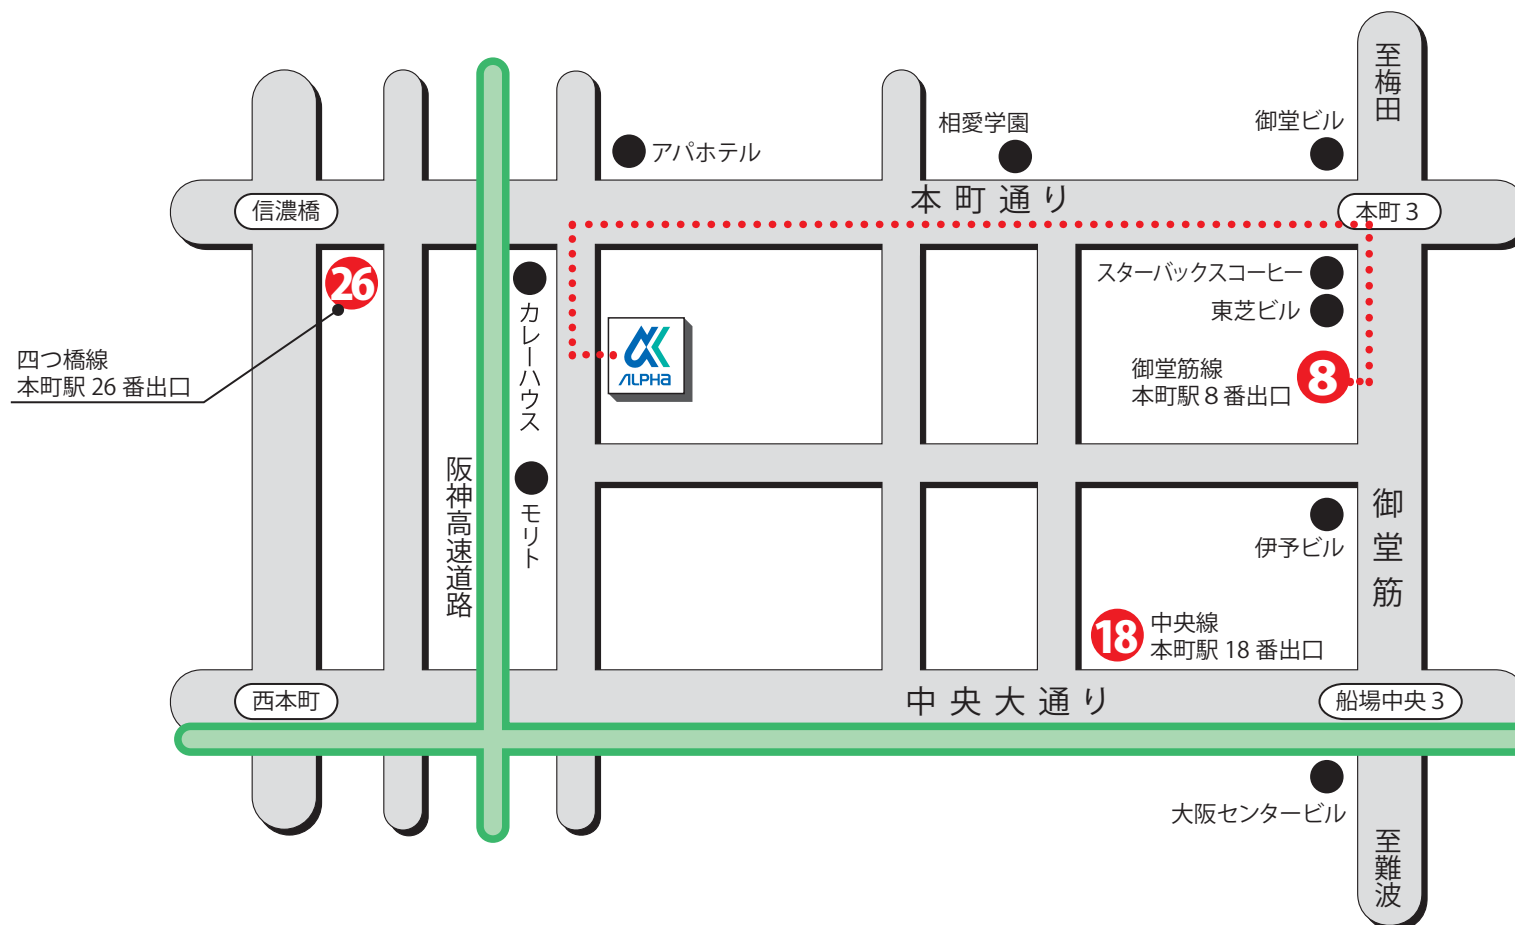 至梅田
御堂ビル
相愛学園
アパホテル
本町通り
信濃橋
本町3
26
スターバックスコーヒー
東芝ビル
カレーハウス
四つ橋線
本町駅 26 番出口
ALPHa
御堂筋線
本町駅 8 番出口
8
阪神高速道路
モリト
御堂筋
伊予ビル
18
中央線
本町駅 18 番出口
西本町
中央大通り
船場中央3
大阪センタービル
至難波